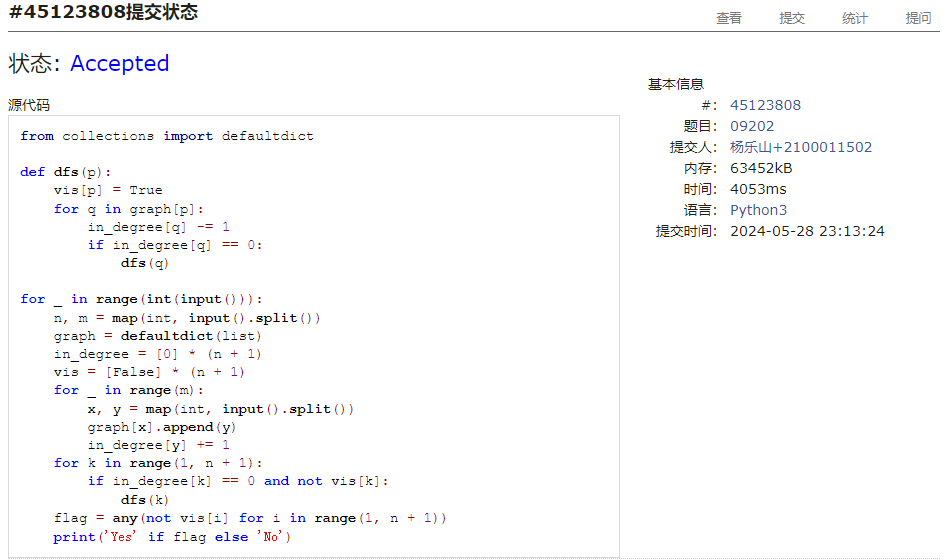 #45123808提交状态
查看 提交 统计 提问
状态: Accepted
源代码
from collections import defaultdict

def dfs(p):
    vis[p] = True
    for q in graph[p]:
        in_degree[q] -= 1
        if in_degree[q] == 0:
            dfs(q)

for _ in range(int(input())):
    n, m = map(int, input().split())
    graph = defaultdict(list)
    in_degree = [0] * (n + 1)
    vis = [False] * (n + 1)
    for _ in range(m):
        x, y = map(int, input().split())
        graph[x].append(y)
        in_degree[y] += 1
    for k in range(1, n + 1):
        if in_degree[k] == 0 and not vis[k]:
            dfs(k)
    flag = any(not vis[i] for i in range(1, n + 1))
    print('Yes' if flag else 'No')
基本信息
#: 45123808
题目: 09202
提交人: 杨乐山+2100011502
内存: 63452kB
时间: 4053ms
语言: Python3
提交时间: 2024-05-28 23:13:24